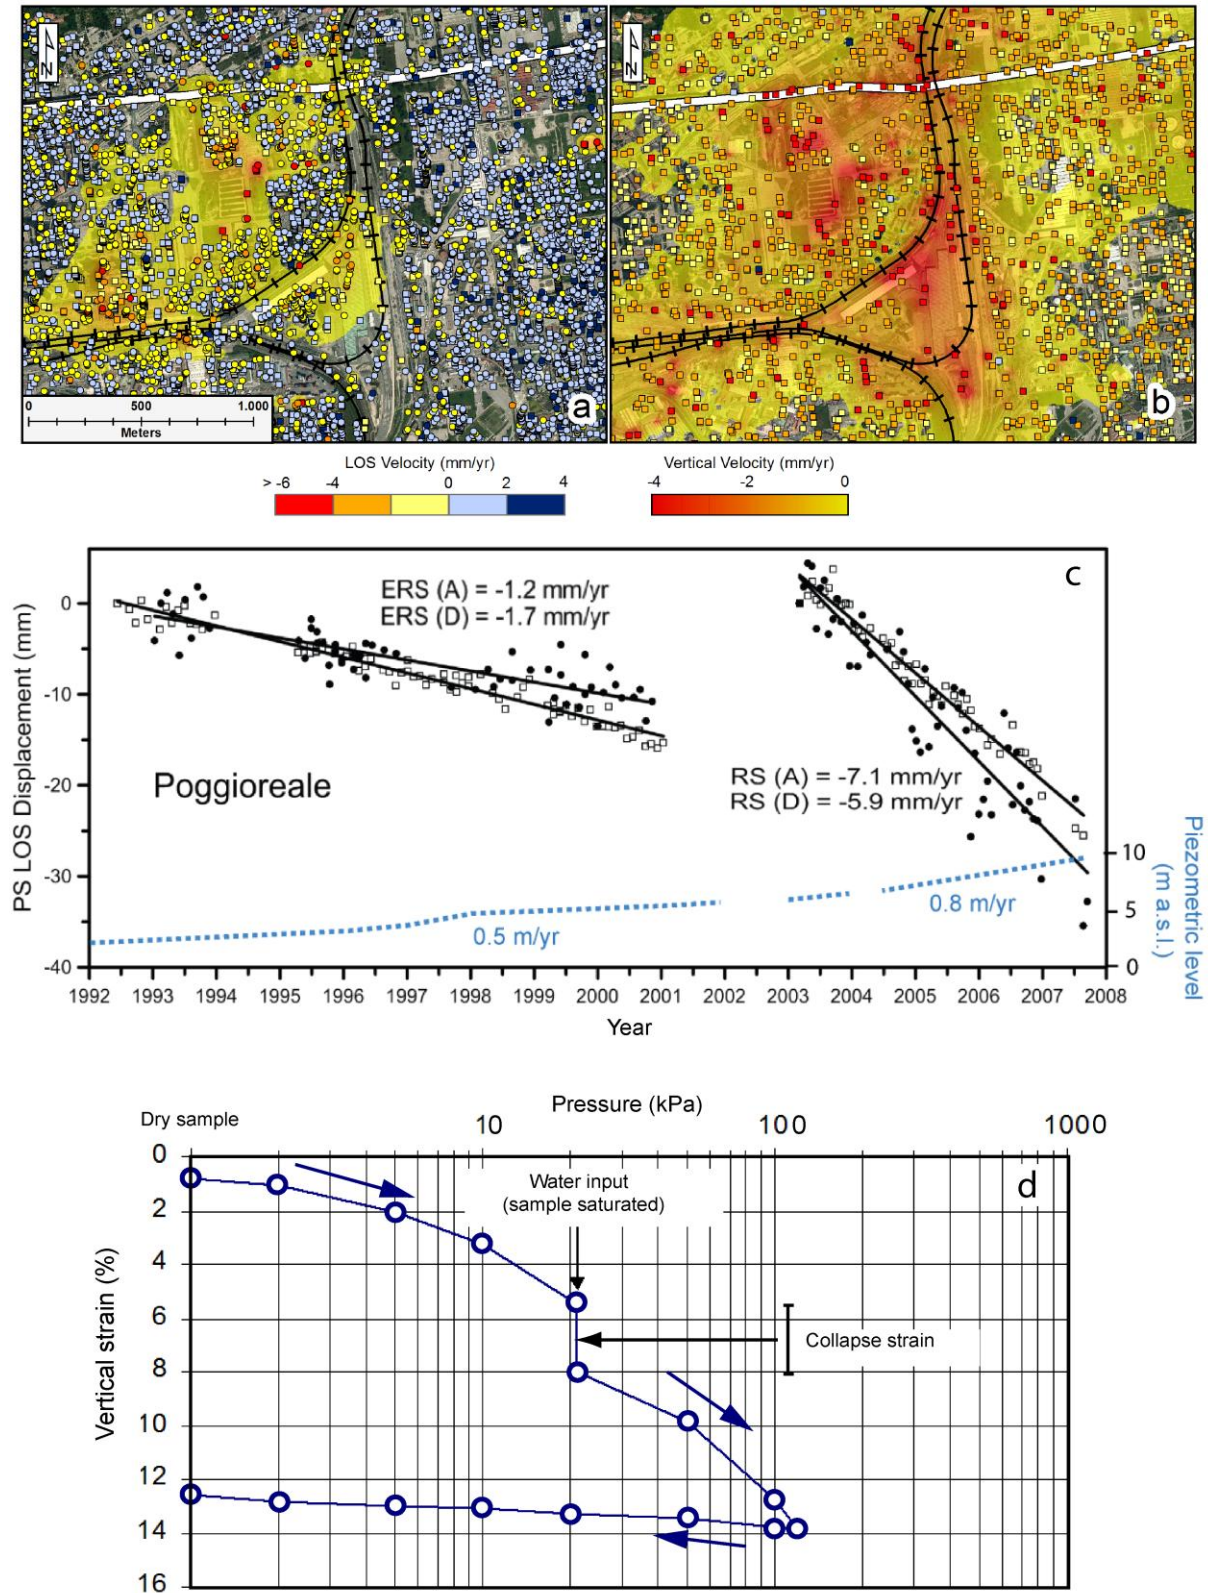 N
N
a
b
0 500 1.000
Meters
LOS Velocity (mm/yr)
> -6 -4 0 2 4
Vertical Velocity (mm/yr)
-4 -2 0
c
ERS (A) = -1.2 mm/yr
ERS (D) = -1.7 mm/yr
RS (A) = -7.1 mm/yr
RS (D) = -5.9 mm/yr
Poggioreale
PS LOS Displacement (mm)
0
-10
-20
-30
-40
0.5 m/yr
0.8 m/yr
10
5
0
Piezometric level
(m a.s.l.)
1992 1993 1994 1995 1996 1997 1998 1999 2000 2001 2002 2003 2004 2005 2006 2007 2008
Year
Pressure (kPa)
Dry sample 10 100 1000
d
Water input
(sample saturated)
Collapse strain
Vertical strain (%)
0
2
4
6
8
10
12
14
16